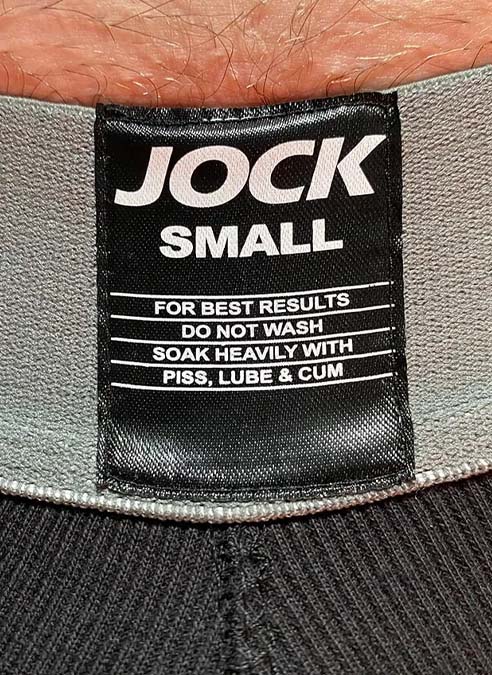 JOCK
SMALL
FOR BEST RESULTS
DO NOT WASH
SOAK HEAVILY WITH
PISS, LUBE & CUM